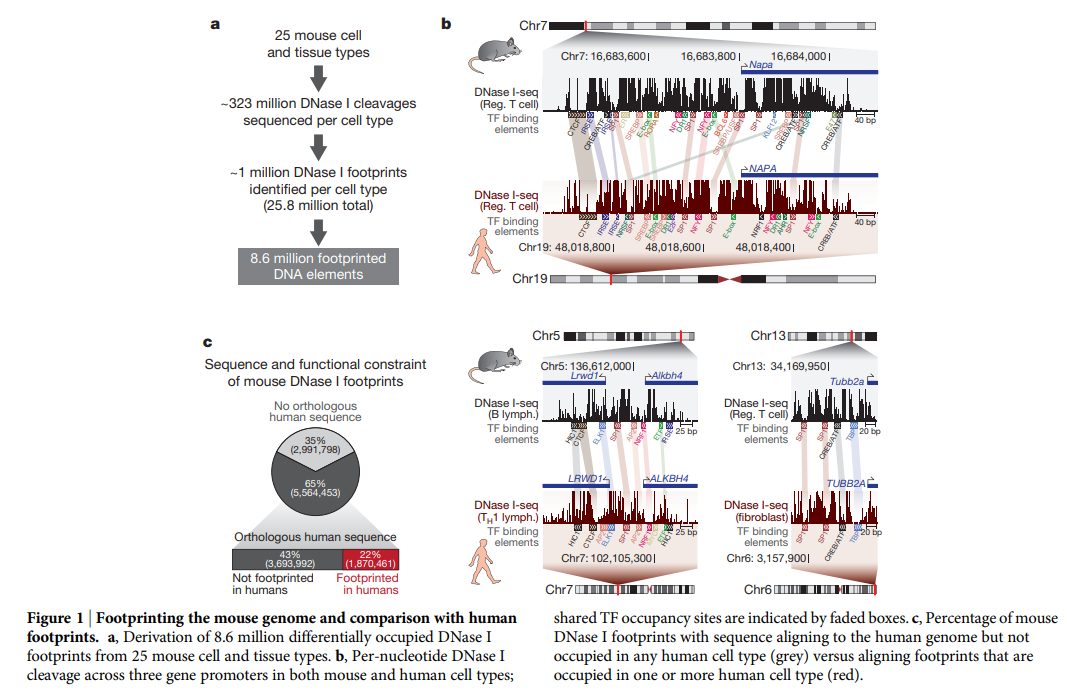 a
25 mouse cell
and tissue types
~323 million DNase I cleavages
sequenced per cell type
~1 million DNase I footprints
identified per cell type
(25.8 million total)
8.6 million footprinted
DNA elements
b
Chr7
Chr7: 16,683,600 16,683,800 16,684,000
Napa
DNase I-seq
(Reg. T cell)
TF binding
elements
40 bp
NAPA
DNase I-seq
(Reg. T cell)
TF binding
elements
40 bp
Chr19: 48,018,800 48,018,600 48,018,400
Chr19
c
Sequence and functional constraint
of mouse DNase I footprints
No orthologous
human sequence
35%
(2,991,798)
65%
(5,564,453)
Orthologous human sequence
43%
(3,693,992)
22%
(1,870,461)
Not footprinted
in humans
Footprinted
in humans
Chr5
Chr5: 136,612,000
Lrwd1 Alkbh4
DNase I-seq
(B lymph.)
TF binding
elements
25 bp
LRWD1 ALKBH4
DNase I-seq
(TH1 lymph.)
TF binding
elements
25 bp
Chr7: 102,105,300
Chr7
Chr13
Chr13: 34,169,950
Tubb2a
DNase I-seq
(Reg. T cell)
TF binding
elements
SP1 SP1 CREB/ATF TBP
20 bp
TUBB2A
DNase I-seq
(fibroblast)
TF binding
elements
SP1 SP1 CREB/ATF TBP
20 bp
Chr6: 3,157,900
Chr6
Figure 1 | Footprinting the mouse genome and comparison with human
footprints. a, Derivation of 8.6 million differentially occupied DNase I
footprints from 25 mouse cell and tissue types. b, Per-nucleotide DNase I
cleavage across three gene promoters in both mouse and human cell types;
shared TF occupancy sites are indicated by faded boxes. c, Percentage of mouse
DNase I footprints with sequence aligning to the human genome but not
occupied in any human cell type (grey) versus aligning footprints that are
occupied in one or more human cell type (red).